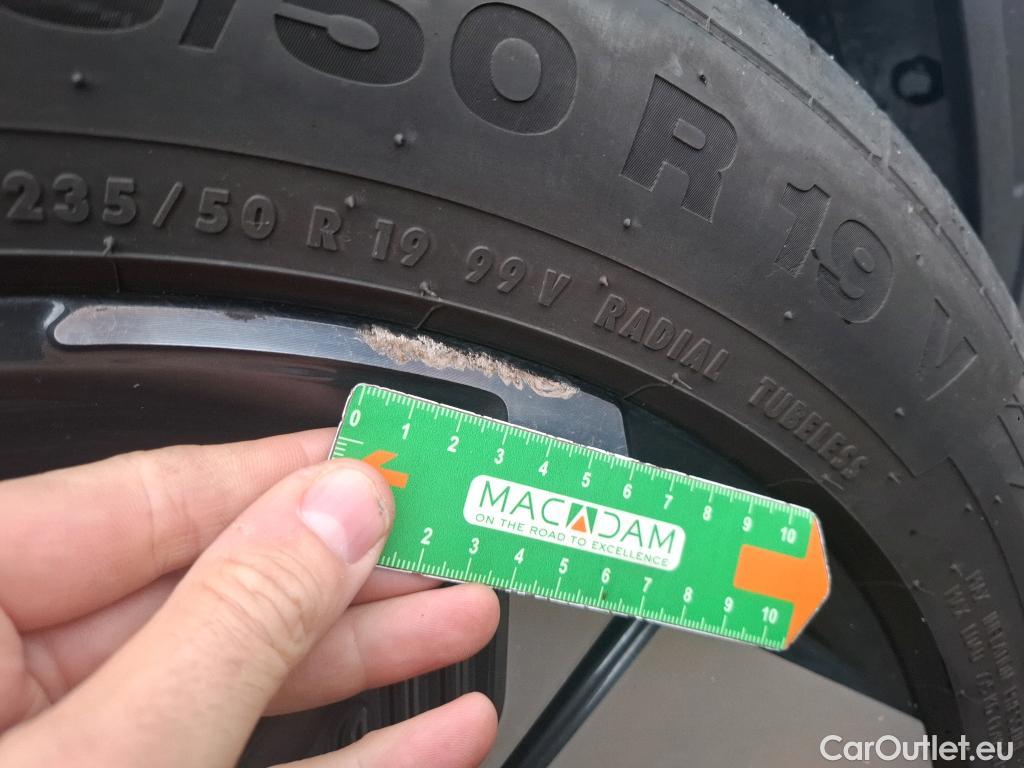 /50 R 19 V
235/50 R 19 99 V RADIAL TUBELESS
0 1 2 3 4 5 6 7 8 9 10
MACADAM
ON THE ROAD TO EXCELLENCE
2 3 4 5 6 7 8 9 10
CarOutlet.eu